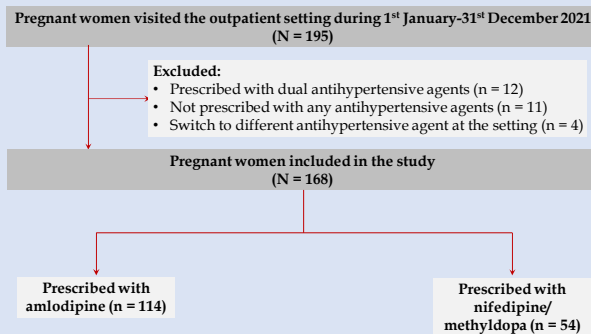 Pregnant women visited the outpatient setting during 1st January-31st December 2021
(N = 195)
Excluded:
• Prescribed with dual antihypertensive agents (n = 12)
• Not prescribed with any antihypertensive agents (n = 11)
• Switch to different antihypertensive agent at the setting (n = 4)
Pregnant women included in the study
(N = 168)
Prescribed with
amlodipine (n = 114)
Prescribed with
nifedipine/
methyldopa (n = 54)